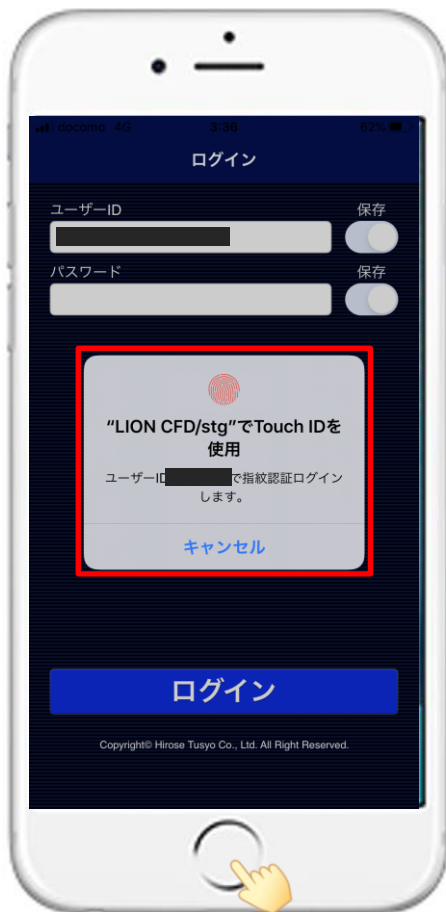 docomo 4G 3:36 62%
ログイン
ユーザーID 保存
パスワード 保存
“LION CFD/stg”でTouch IDを
使用
ユーザーID で指紋認証ログイン
します。
キャンセル
ログイン
Copyright© Hirose Tusyo Co., Ltd. All Right Reserved.